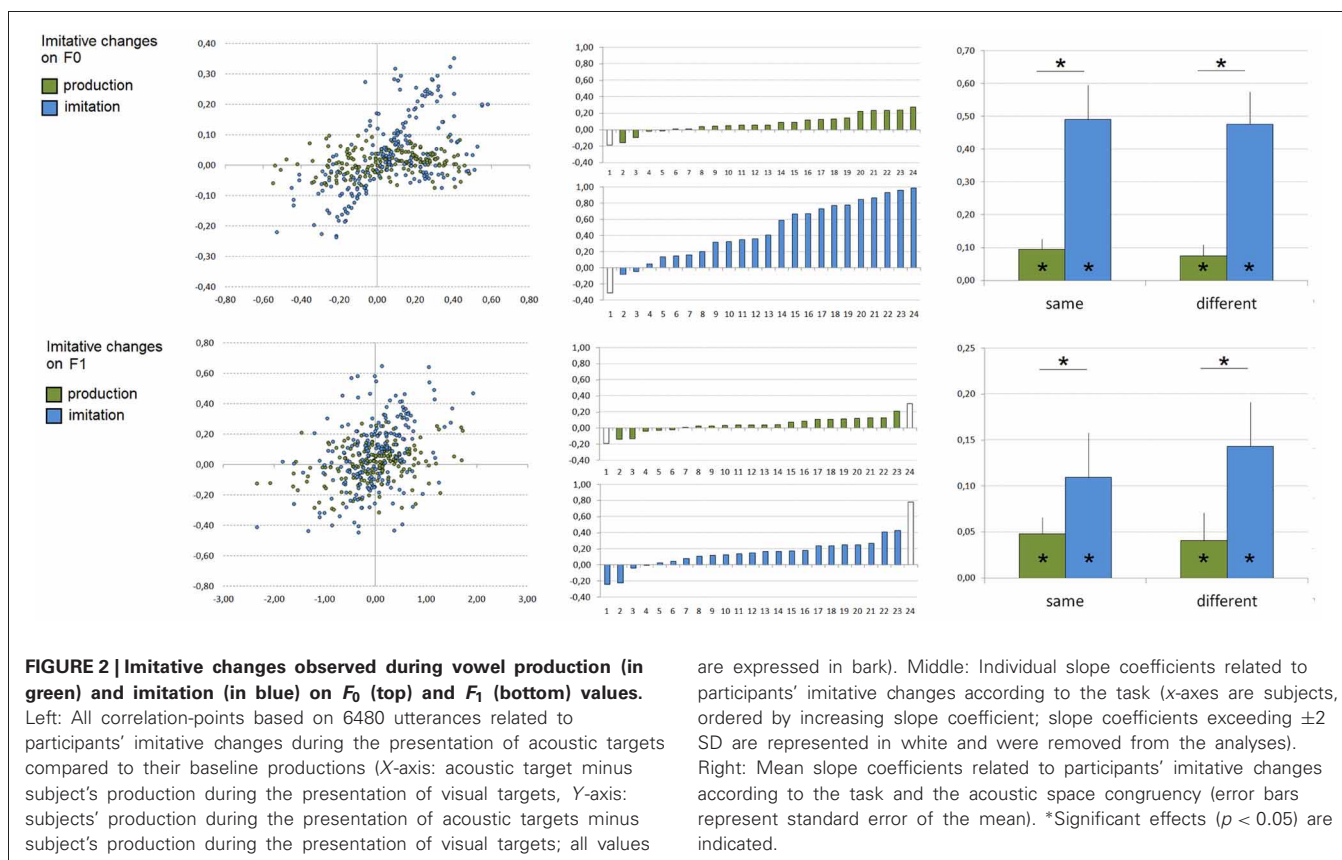 Imitative changes
on F0
production
imitation
0,40
0,30
0,20
0,10
0,00
-0,10
-0,20
-0,30
-0,40
-0,80 -0,60 -0,40 -0,20 0,00 0,20 0,40 0,60 0,80
1,00
0,80
0,60
0,40
0,20
0,00
-0,20
-0,40
1 2 3 4 5 6 7 8 9 10 11 12 13 14 15 16 17 18 19 20 21 22 23 24
1,00
0,80
0,60
0,40
0,20
0,00
-0,20
-0,40
1 2 3 4 5 6 7 8 9 10 11 12 13 14 15 16 17 18 19 20 21 22 23 24
0,70
0,60
0,50
0,40
0,30
0,20
0,10
0,00
* *
* * * *
same different
Imitative changes
on F1
production
imitation
0,80
0,60
0,40
0,20
0,00
-0,20
-0,40
-0,60
-0,80
-3,00 -2,00 -1,00 0,00 1,00 2,00 3,00
1,00
0,80
0,60
0,40
0,20
0,00
-0,20
-0,40
1 2 3 4 5 6 7 8 9 10 11 12 13 14 15 16 17 18 19 20 21 22 23 24
1,00
0,80
0,60
0,40
0,20
0,00
-0,20
-0,40
1 2 3 4 5 6 7 8 9 10 11 12 13 14 15 16 17 18 19 20 21 22 23 24
0,25
0,20
0,15
0,10
0,05
0,00
* *
* * * *
same different
FIGURE 2 | Imitative changes observed during vowel production (in
green) and imitation (in blue) on F0 (top) and F1 (bottom) values.
Left: All correlation-points based on 6480 utterances related to
participants' imitative changes during the presentation of acoustic targets
compared to their baseline productions (X-axis: acoustic target minus
subject's production during the presentation of visual targets, Y-axis:
subjects' production during the presentation of acoustic targets minus
subject's production during the presentation of visual targets; all values
are expressed in bark). Middle: Individual slope coefficients related to
participants' imitative changes according to the task (x-axes are subjects,
ordered by increasing slope coefficient; slope coefficients exceeding ±2
SD are represented in white and were removed from the analyses).
Right: Mean slope coefficients related to participants' imitative changes
according to the task and the acoustic space congruency (error bars
represent standard error of the mean). *Significant effects (p < 0.05) are
indicated.